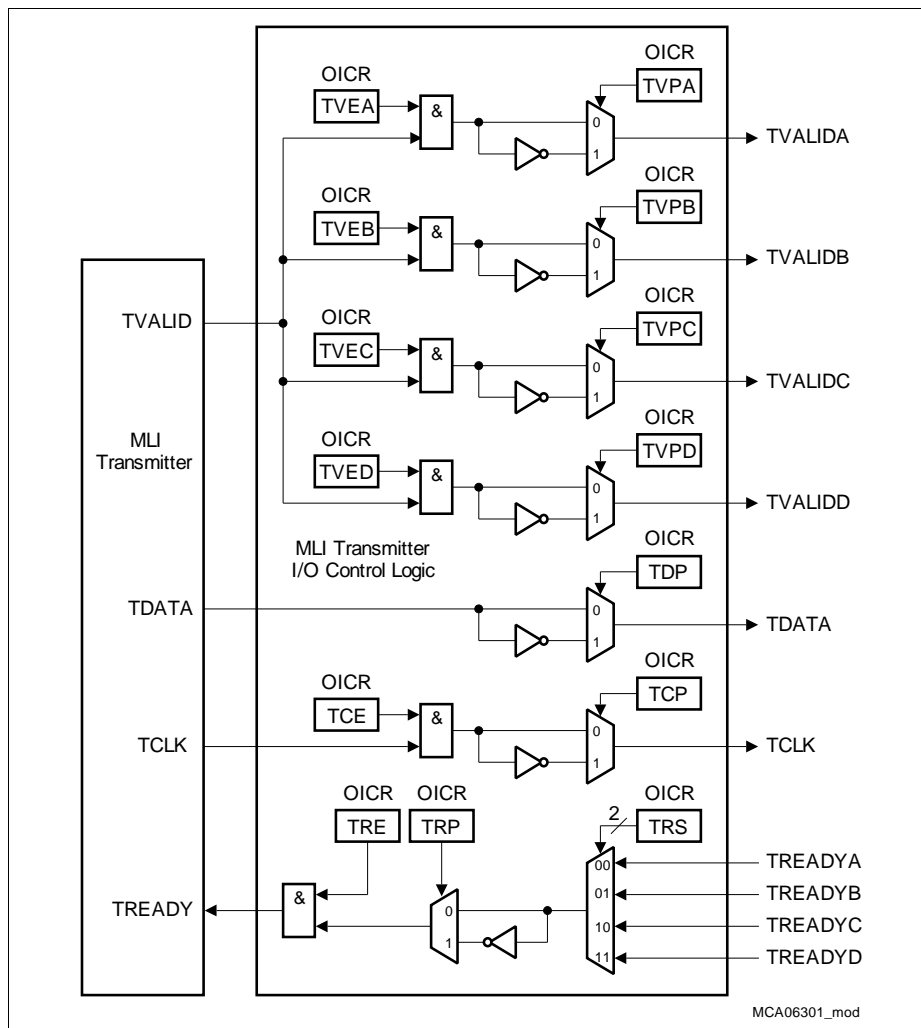 OICR
TVEA
&
OICR
TVPA
0
1
TVALIDA
OICR
TVEB
&
OICR
TVPB
0
1
TVALIDB
TVALID
OICR
TVEC
&
OICR
TVPC
0
1
TVALIDC
MLI
Transmitter
OICR
TVED
&
OICR
TVPD
0
1
TVALIDD
MLI Transmitter
I/O Control Logic
OICR
TDP
TDATA
0
1
TDATA
OICR
TCE
&
OICR
TCP
TCLK
0
1
TCLK
OICR
TRE
OICR
TRP
OICR
TRS
2
00
TREADYA
01
TREADYB
10
TREADYC
11
TREADYD
TREADY
&
0
1
MCA06301_mod